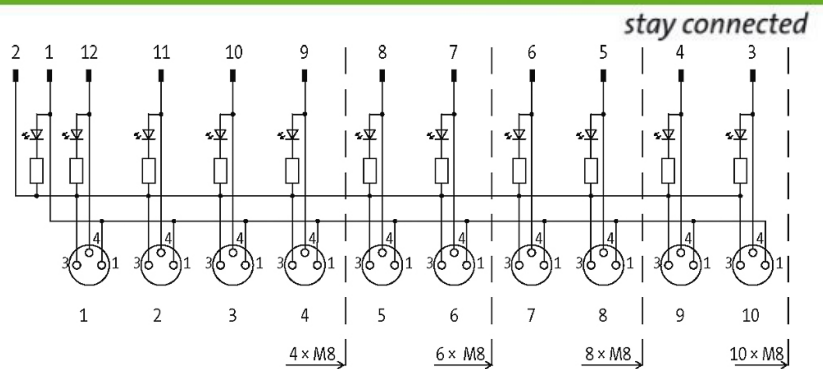 stay connected
2 1 12 11 10 9 8 7 6 5 4 3
4 4 4 4 4 4 4 4 4 4
3 1 3 1 3 1 3 1 3 1 3 1 3 1 3 1 3 1 3 1
1 2 3 4 5 6 7 8 9 10
4 × M8 6 × M8 8 × M8 10 × M8